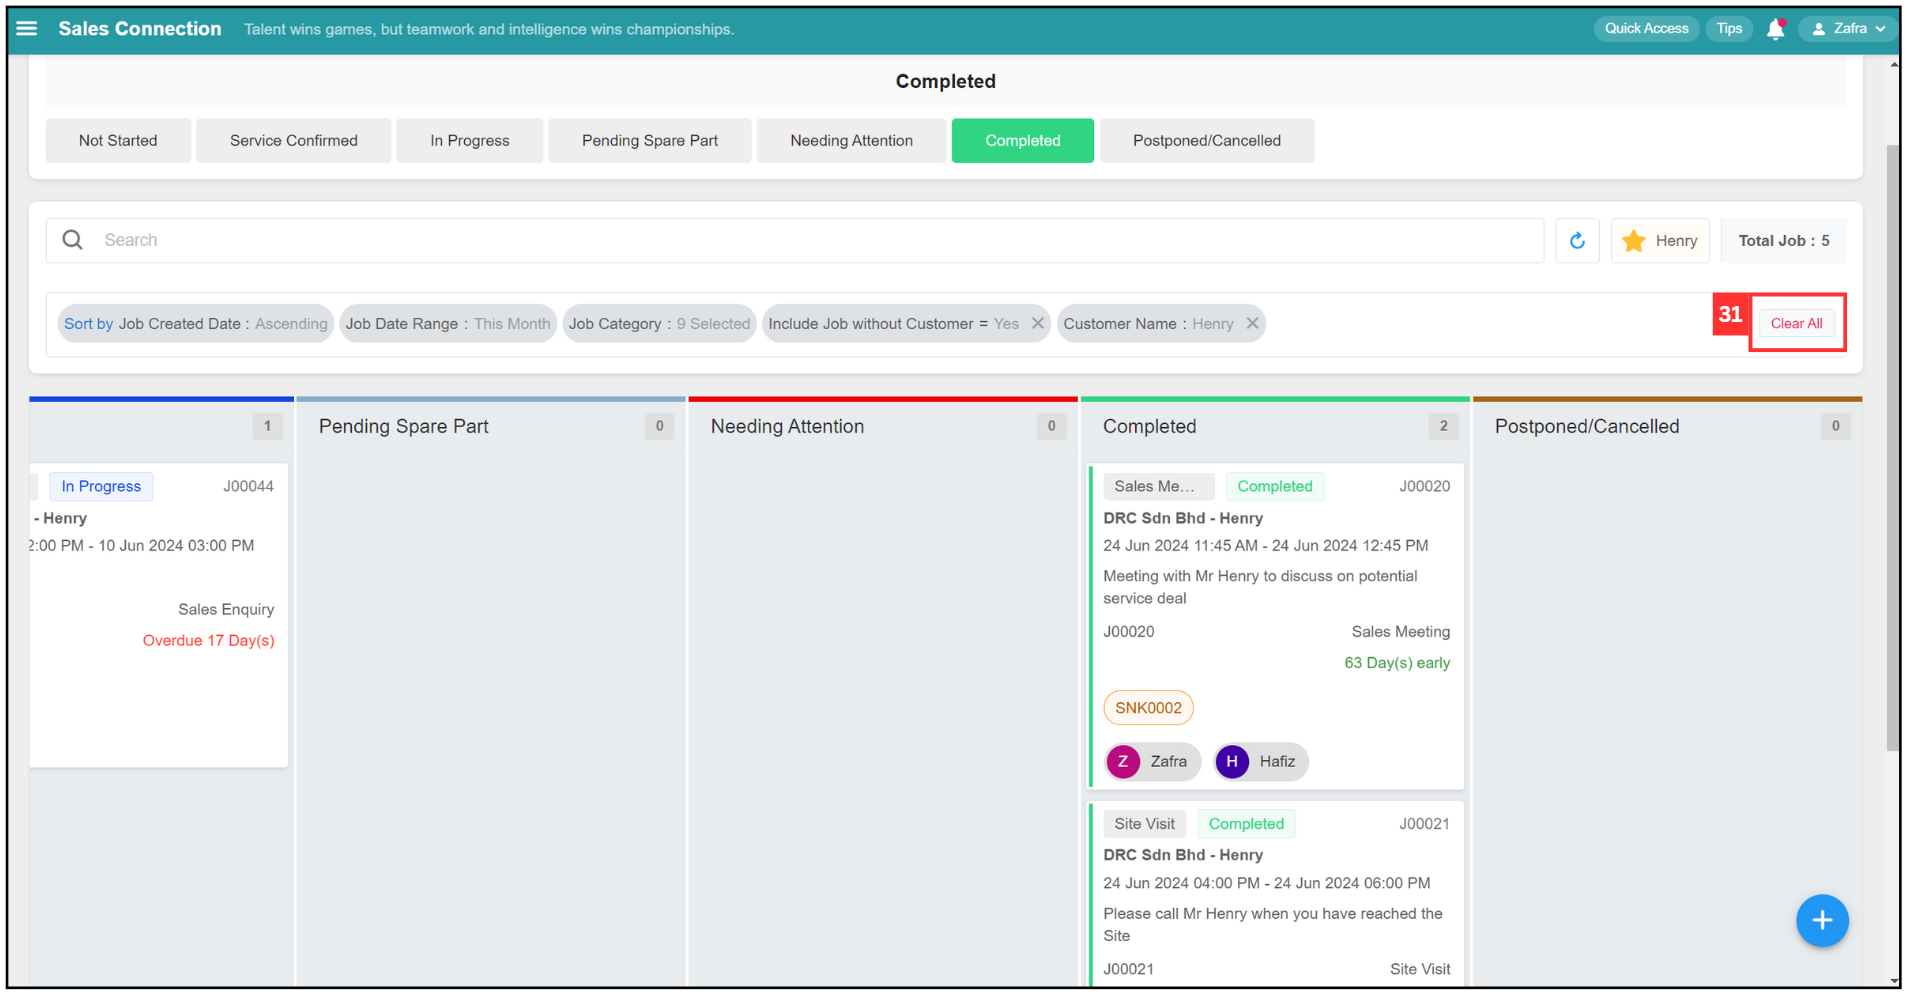 Sales Connection Talent wins games, but teamwork and intelligence wins championships. Quick Access Tips Zafra
Completed
Not Started Service Confirmed In Progress Pending Spare Part Needing Attention Completed Postponed/Cancelled
Search Henry Total Job : 5
Sort by Job Created Date : Ascending Job Date Range : This Month Job Category : 9 Selected Include Job without Customer = Yes Customer Name : Henry 31 Clear All
1 Pending Spare Part 0 Needing Attention 0 Completed 2 Postponed/Cancelled 0
In Progress J00044
- Henry
2:00 PM - 10 Jun 2024 03:00 PM
Sales Enquiry
Overdue 17 Day(s)
Sales Me... Completed J00020
DRC Sdn Bhd - Henry
24 Jun 2024 11:45 AM - 24 Jun 2024 12:45 PM
Meeting with Mr Henry to discuss on potential
service deal
J00020 Sales Meeting
63 Day(s) early
SNK0002
Z Zafra H Hafiz
Site Visit Completed J00021
DRC Sdn Bhd - Henry
24 Jun 2024 04:00 PM - 24 Jun 2024 06:00 PM
Please call Mr Henry when you have reached the
Site
J00021 Site Visit